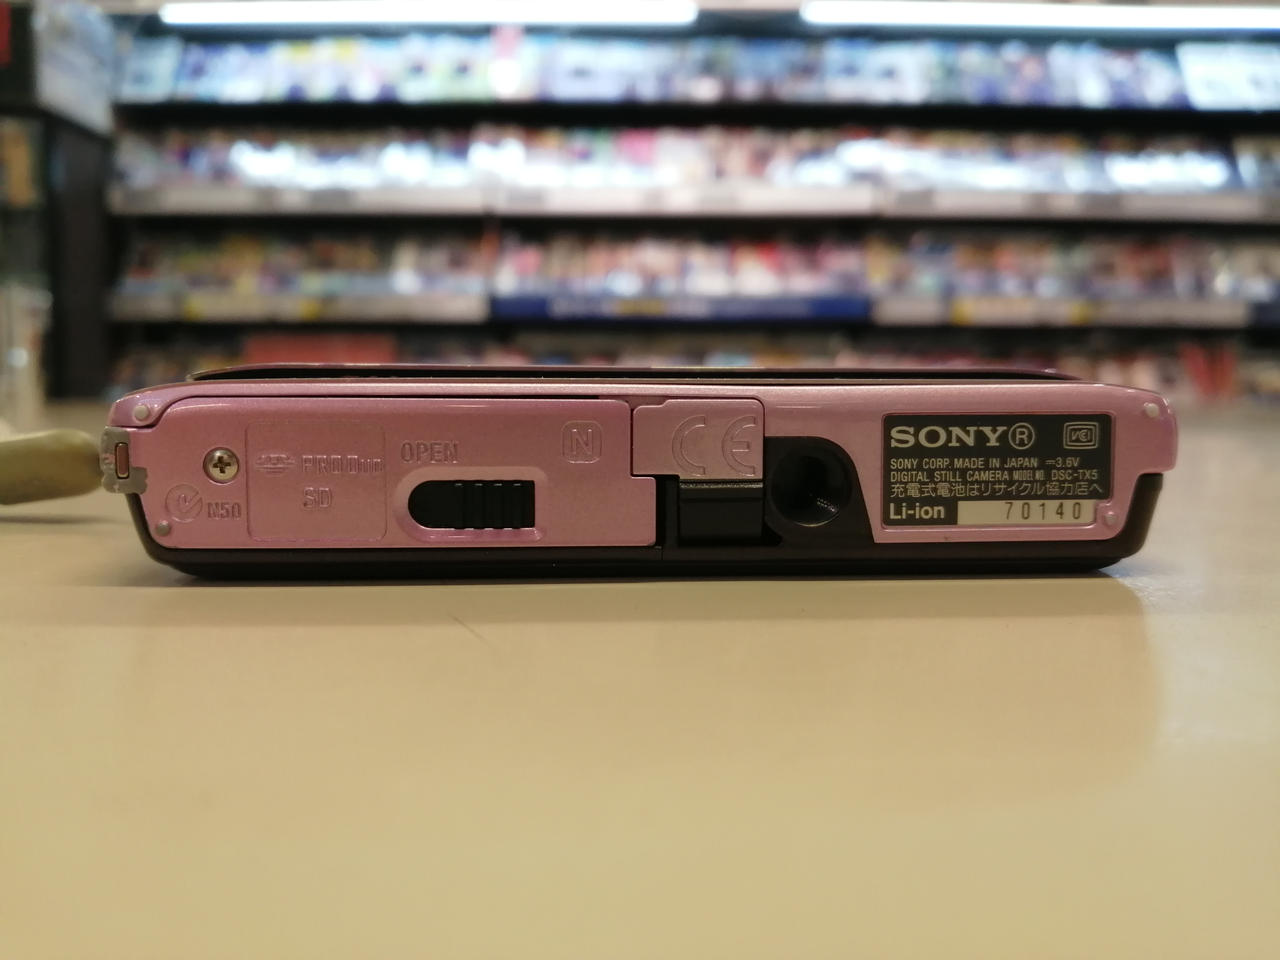 OPEN
N
CE
PRO DUO
SD
N50
SONY®
VCI
SONY CORP. MADE IN JAPAN ⎓3.6V
DIGITAL STILL CAMERA MODEL NO. DSC-TX5
充電式電池はリサイクル協力店へ
Li-ion 70140